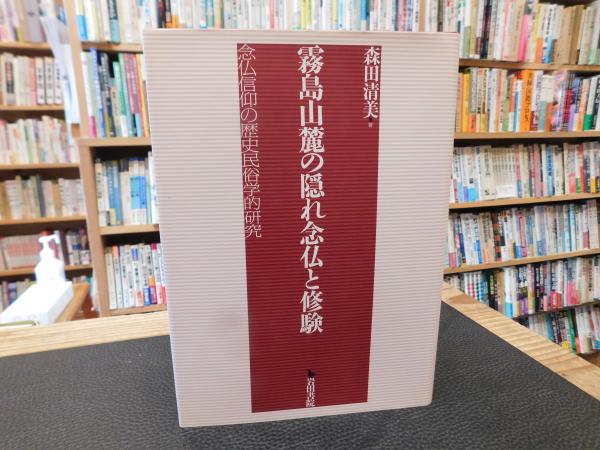 森田清美 著
霧島山麓の隠れ念仏と修験
念仏信仰の歴史民俗学的研究
岩田書院